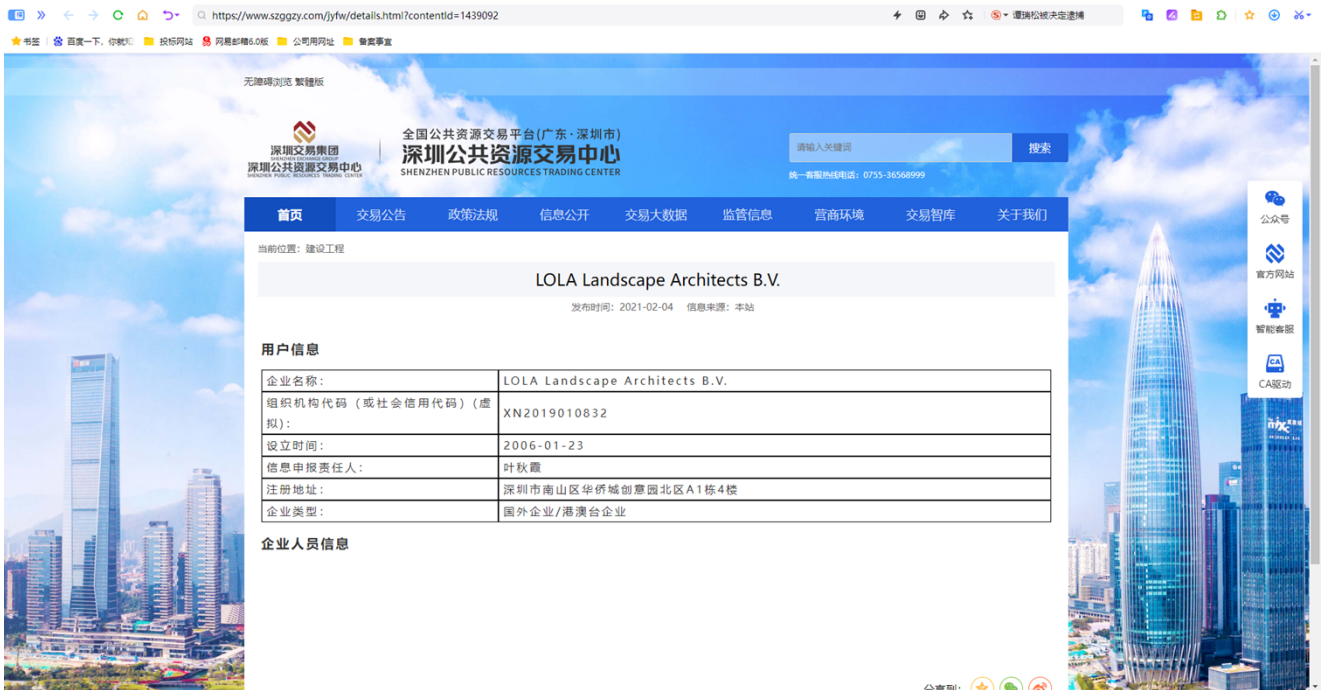 https://www.szggzy.com/jyfw/details.html?contentId=1439092
谭瑞松被决定逮捕
书签 百度一下，你就知 投标网站 网易邮箱6.0版 公司用网址 备案事宜
无障碍浏览 繁體版
深圳交易集团
SHENZHEN EXCHANGE GROUP
深圳公共资源交易中心
SHENZHEN PUBLIC RESOURCES TRADING CENTER
全国公共资源交易平台(广东·深圳市)
深圳公共资源交易中心
SHENZHEN PUBLIC RESOURCES TRADING CENTER
请输入关键词 搜索
统一客服热线电话：0755-36568999
首页 交易公告 政策法规 信息公开 交易大数据 监管信息 营商环境 交易智库 关于我们
当前位置：建设工程
LOLA Landscape Architects B.V.
发布时间：2021-02-04 信息来源：本站
用户信息
企业名称： LOLA Landscape Architects B.V.
组织机构代码（或社会信用代码）(虚
拟)： XN2019010832
设立时间： 2006-01-23
信息申报责任人： 叶秋霞
注册地址： 深圳市南山区华侨城创意园北区A1栋4楼
企业类型： 国外企业/港澳台企业
企业人员信息
分享到：
公众号
官方网站
智能客服
CA
CA驱动